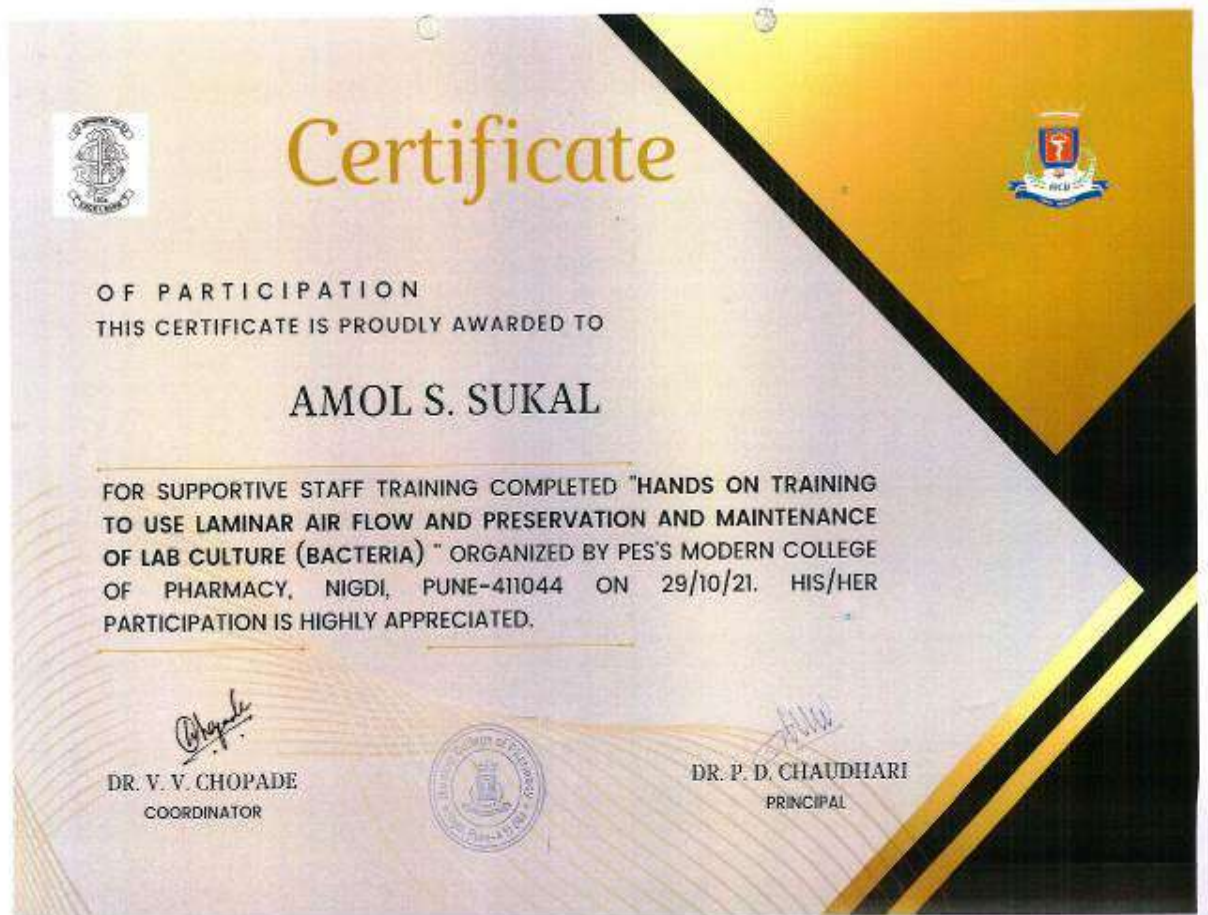 Certificate
OF PARTICIPATION
THIS CERTIFICATE IS PROUDLY AWARDED TO
AMOL S. SUKAL
FOR SUPPORTIVE STAFF TRAINING COMPLETED "HANDS ON TRAINING
TO USE LAMINAR AIR FLOW AND PRESERVATION AND MAINTENANCE
OF LAB CULTURE (BACTERIA) " ORGANIZED BY PES'S MODERN COLLEGE
OF PHARMACY, NIGDI, PUNE-411044 ON 29/10/21. HIS/HER
PARTICIPATION IS HIGHLY APPRECIATED.
Chopade
DR. V. V. CHOPADE
COORDINATOR
College of
DR. P. D. CHAUDHARI
PRINCIPAL